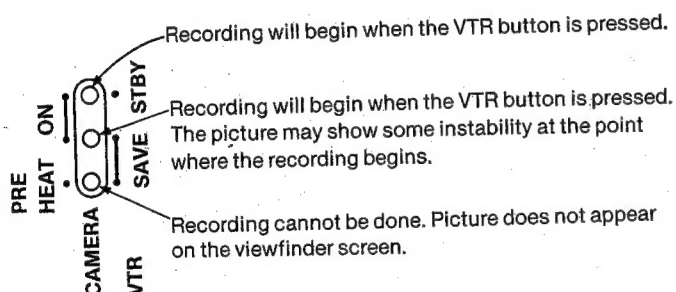 Recording will begin when the VTR button is pressed.
Recording will begin when the VTR button is pressed.
The picture may show some instability at the point
where the recording begins.
Recording cannot be done. Picture does not appear
on the viewfinder screen.
PRE
HEAT
ON
CAMERA
SAVE
STBY
VTR